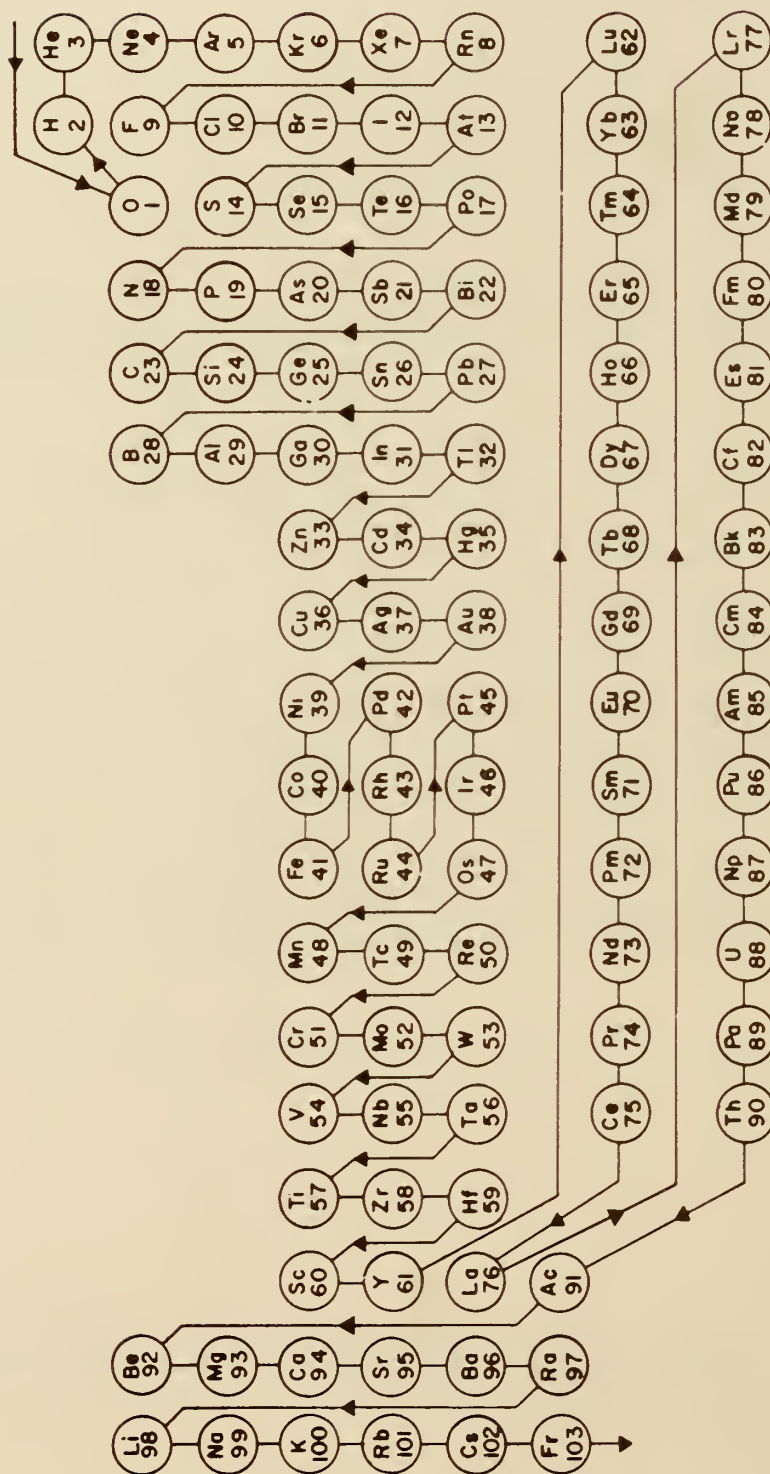 H He
2 3
Li Be B C N O F Ne
98 92 28 23 18 1 9 4
Na Mg Al Si P S Cl Ar
99 93 29 24 19 14 10 5
K Ca Sc Ti V Cr Mn Fe Co Ni Cu Zn Ga Ge As Se Br Kr
100 94 60 57 54 51 48 41 40 39 36 33 30 25 20 15 11 6
Rb Sr Y Zr Nb Mo Tc Ru Rh Pd Ag Cd In Sn Sb Te I Xe
101 95 61 58 55 52 49 44 43 42 37 34 31 26 21 16 12 7
Cs Ba La Hf Ta W Re Os Ir Pt Au Hg Tl Pb Bi Po At Rn
102 96 76 59 56 53 50 47 46 45 38 35 32 27 22 17 13 8
Fr Ra Ac
103 97 91
Ce Pr Nd Pm Sm Eu Gd Tb Dy Ho Er Tm Yb Lu
75 74 73 72 71 70 69 68 67 66 65 64 63 62
Th Pa U Np Pu Am Cm Bk Cf Es Fm Md No Lr
90 89 88 87 86 85 84 83 82 81 80 79 78 77